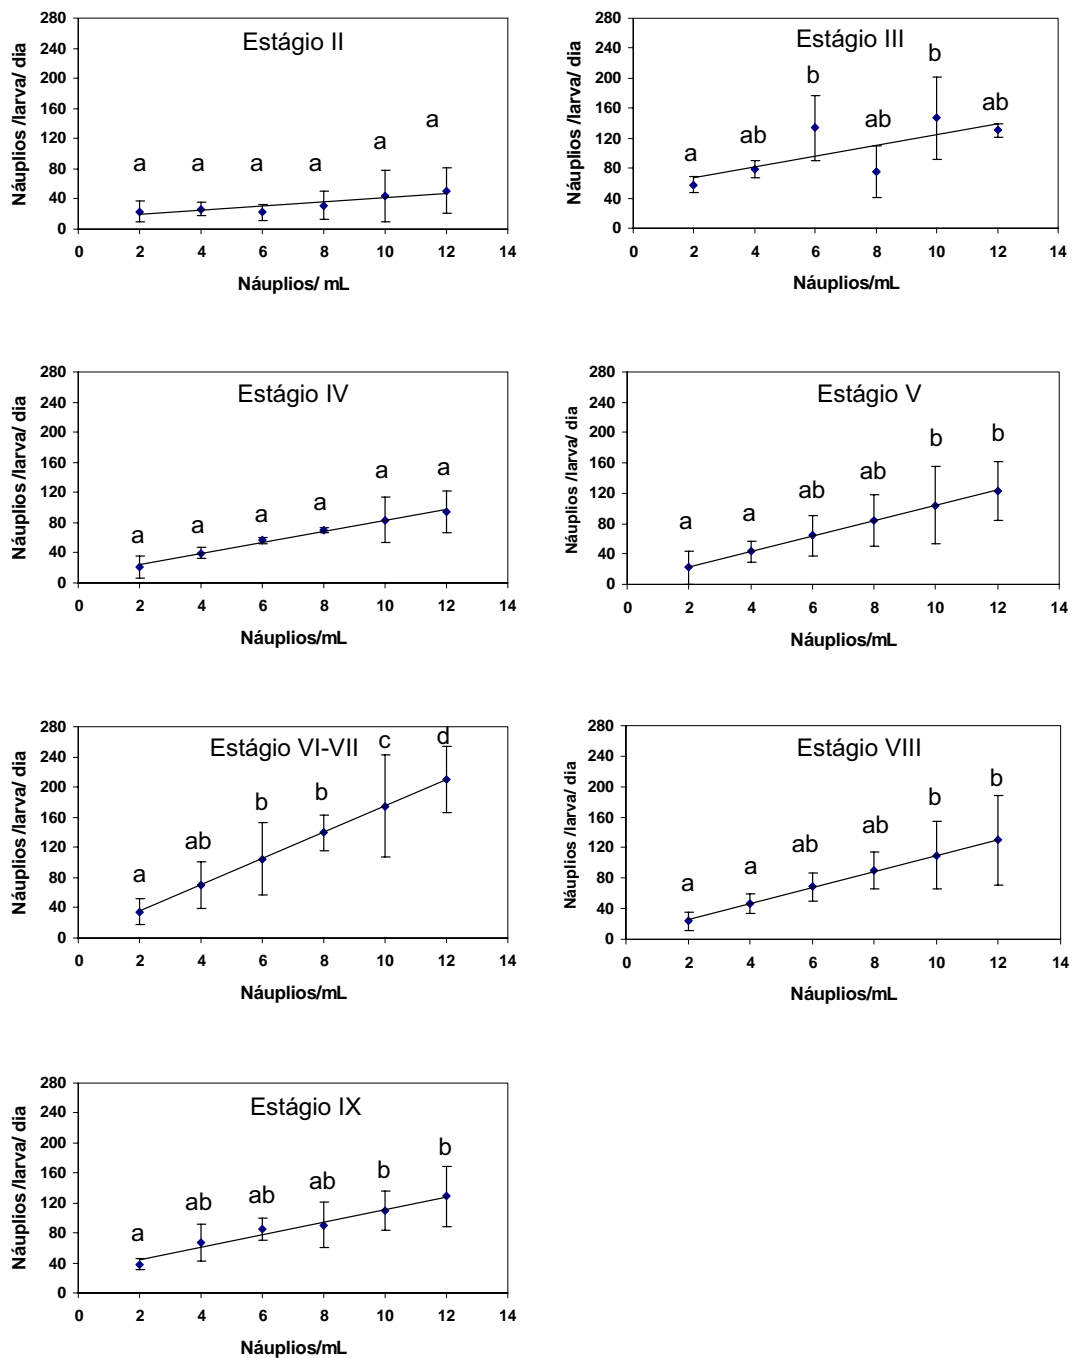 Estágio II
Náuplios /larva/ dia
280
240
200
160
120
80
40
0
a a a a a a
0 2 4 6 8 10 12 14
Náuplios/ mL
Estágio III
Náuplios /larva/ dia
280
240
200
160
120
80
40
0
a ab b ab b ab
0 2 4 6 8 10 12 14
Náuplios/mL
Estágio IV
Náuplios /larva/ dia
280
240
200
160
120
80
40
0
a a a a a a
0 2 4 6 8 10 12 14
Náuplios/mL
Estágio V
Náuplios /larva/ dia
280
240
200
160
120
80
40
0
a a ab ab b b
0 2 4 6 8 10 12 14
Náuplios/mL
Estágio VI-VII
Náuplios /larva/ dia
280
240
200
160
120
80
40
0
a ab b b c d
0 2 4 6 8 10 12 14
Náuplios/mL
Estágio VIII
Náuplios /larva/ dia
280
240
200
160
120
80
40
0
a a ab ab b b
0 2 4 6 8 10 12 14
Náuplios/mL
Estágio IX
Náuplios /larva/ dia
280
240
200
160
120
80
40
0
a ab ab ab b b
0 2 4 6 8 10 12 14
Náuplios/mL